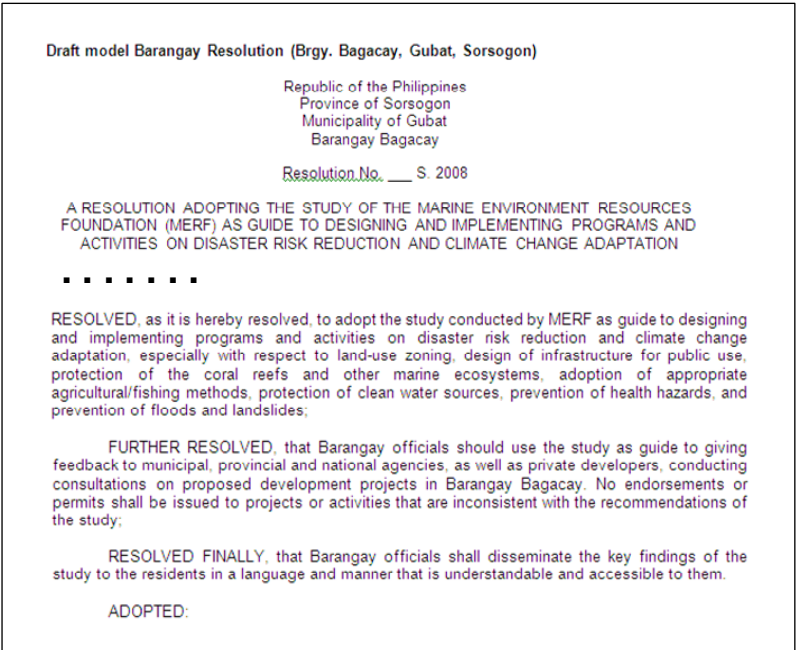 Draft model Barangay Resolution (Brgy. Bagacay, Gubat, Sorsogon)
Republic of the Philippines
Province of Sorsogon
Municipality of Gubat
Barangay Bagacay
Resolution No. ___ S. 2008
A RESOLUTION ADOPTING THE STUDY OF THE MARINE ENVIRONMENT RESOURCES
FOUNDATION (MERF) AS GUIDE TO DESIGNING AND IMPLEMENTING PROGRAMS AND
ACTIVITIES ON DISASTER RISK REDUCTION AND CLIMATE CHANGE ADAPTATION
. . . . . . .
RESOLVED, as it is hereby resolved, to adopt the study conducted by MERF as guide to designing
and implementing programs and activities on disaster risk reduction and climate change
adaptation, especially with respect to land-use zoning, design of infrastructure for public use,
protection of the coral reefs and other marine ecosystems, adoption of appropriate
agricultural/fishing methods, protection of clean water sources, prevention of health hazards, and
prevention of floods and landslides;
FURTHER RESOLVED, that Barangay officials should use the study as guide to giving
feedback to municipal, provincial and national agencies, as well as private developers, conducting
consultations on proposed development projects in Barangay Bagacay. No endorsements or
permits shall be issued to projects or activities that are inconsistent with the recommendations of
the study;
RESOLVED FINALLY, that Barangay officials shall disseminate the key findings of the
study to the residents in a language and manner that is understandable and accessible to them.
ADOPTED: